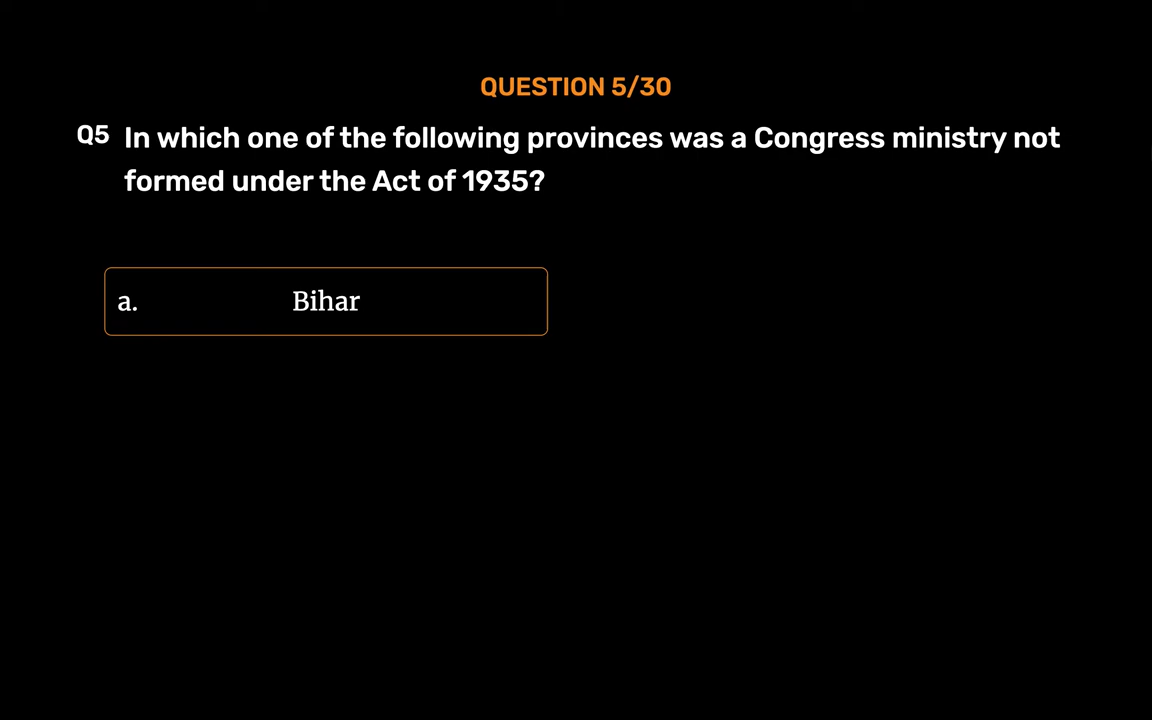 QUESTION 5/30
Q5 In which one of the following provinces was a Congress ministry not
formed under the Act of 1935?
a. Bihar